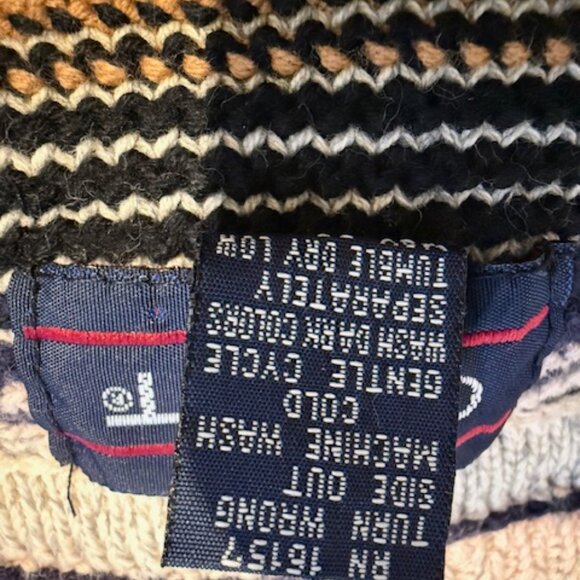 RN 16157
TURN WRONG
SIDE OUT
MACHINE WASH
COLD
GENTLE CYCLE
WASH DARK COLORS
SEPARATELY
TUMBLE DRY LOW